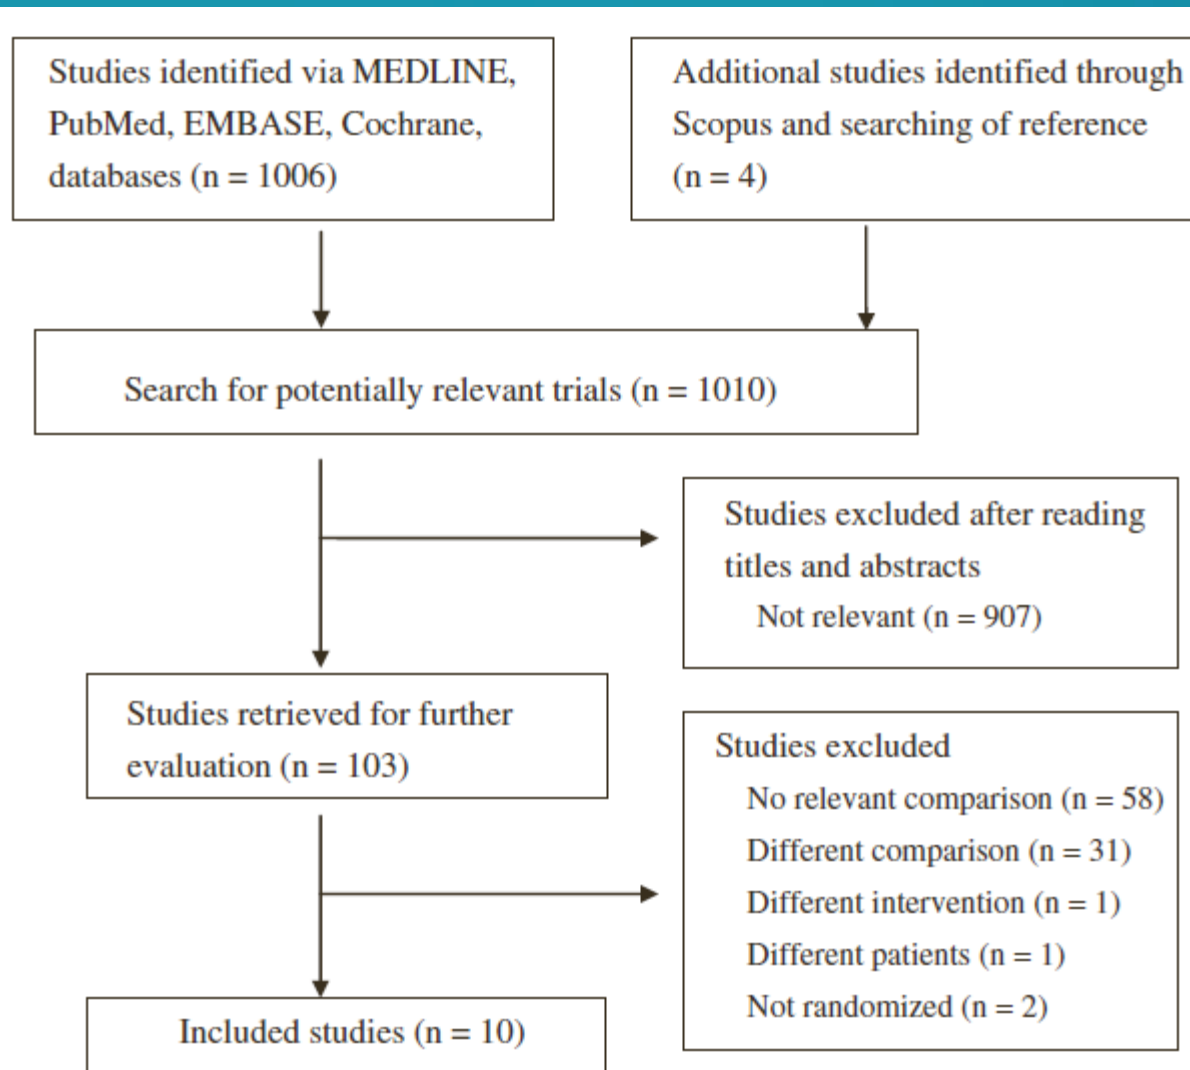 Studies identified via MEDLINE,
PubMed, EMBASE, Cochrane,
databases (n = 1006)
Additional studies identified through
Scopus and searching of reference
(n = 4)
Search for potentially relevant trials (n = 1010)
Studies excluded after reading
titles and abstracts
Not relevant (n = 907)
Studies retrieved for further
evaluation (n = 103)
Studies excluded
No relevant comparison (n = 58)
Different comparison (n = 31)
Different intervention (n = 1)
Different patients (n = 1)
Not randomized (n = 2)
Included studies (n = 10)